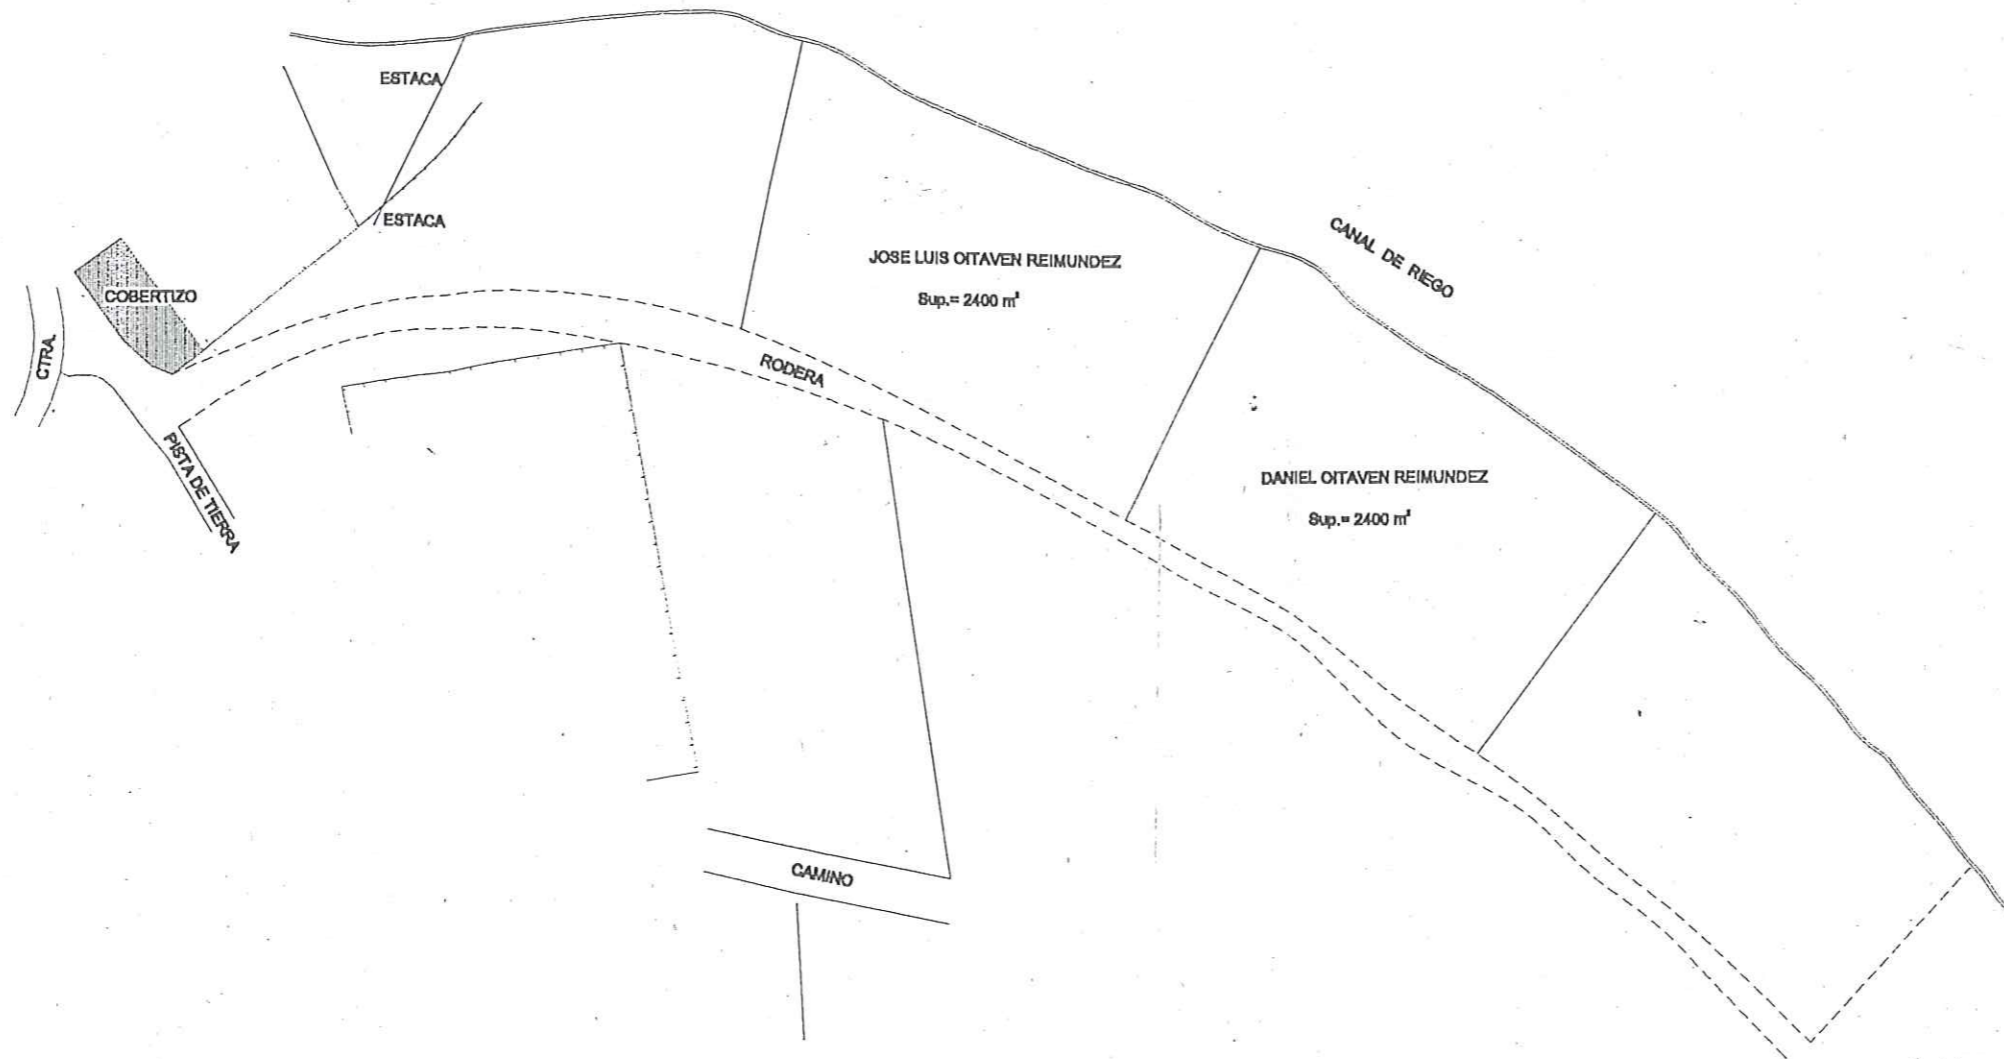 ESTACA
ESTACA
COBERTIZO
CTRA.
PISTA DE TIERRA
RODERA
JOSE LUIS OITAVEN REIMUNDEZ
Sup.= 2400 m²
CANAL DE RIEGO
DANIEL OITAVEN REIMUNDEZ
Sup.= 2400 m²
CAMINO